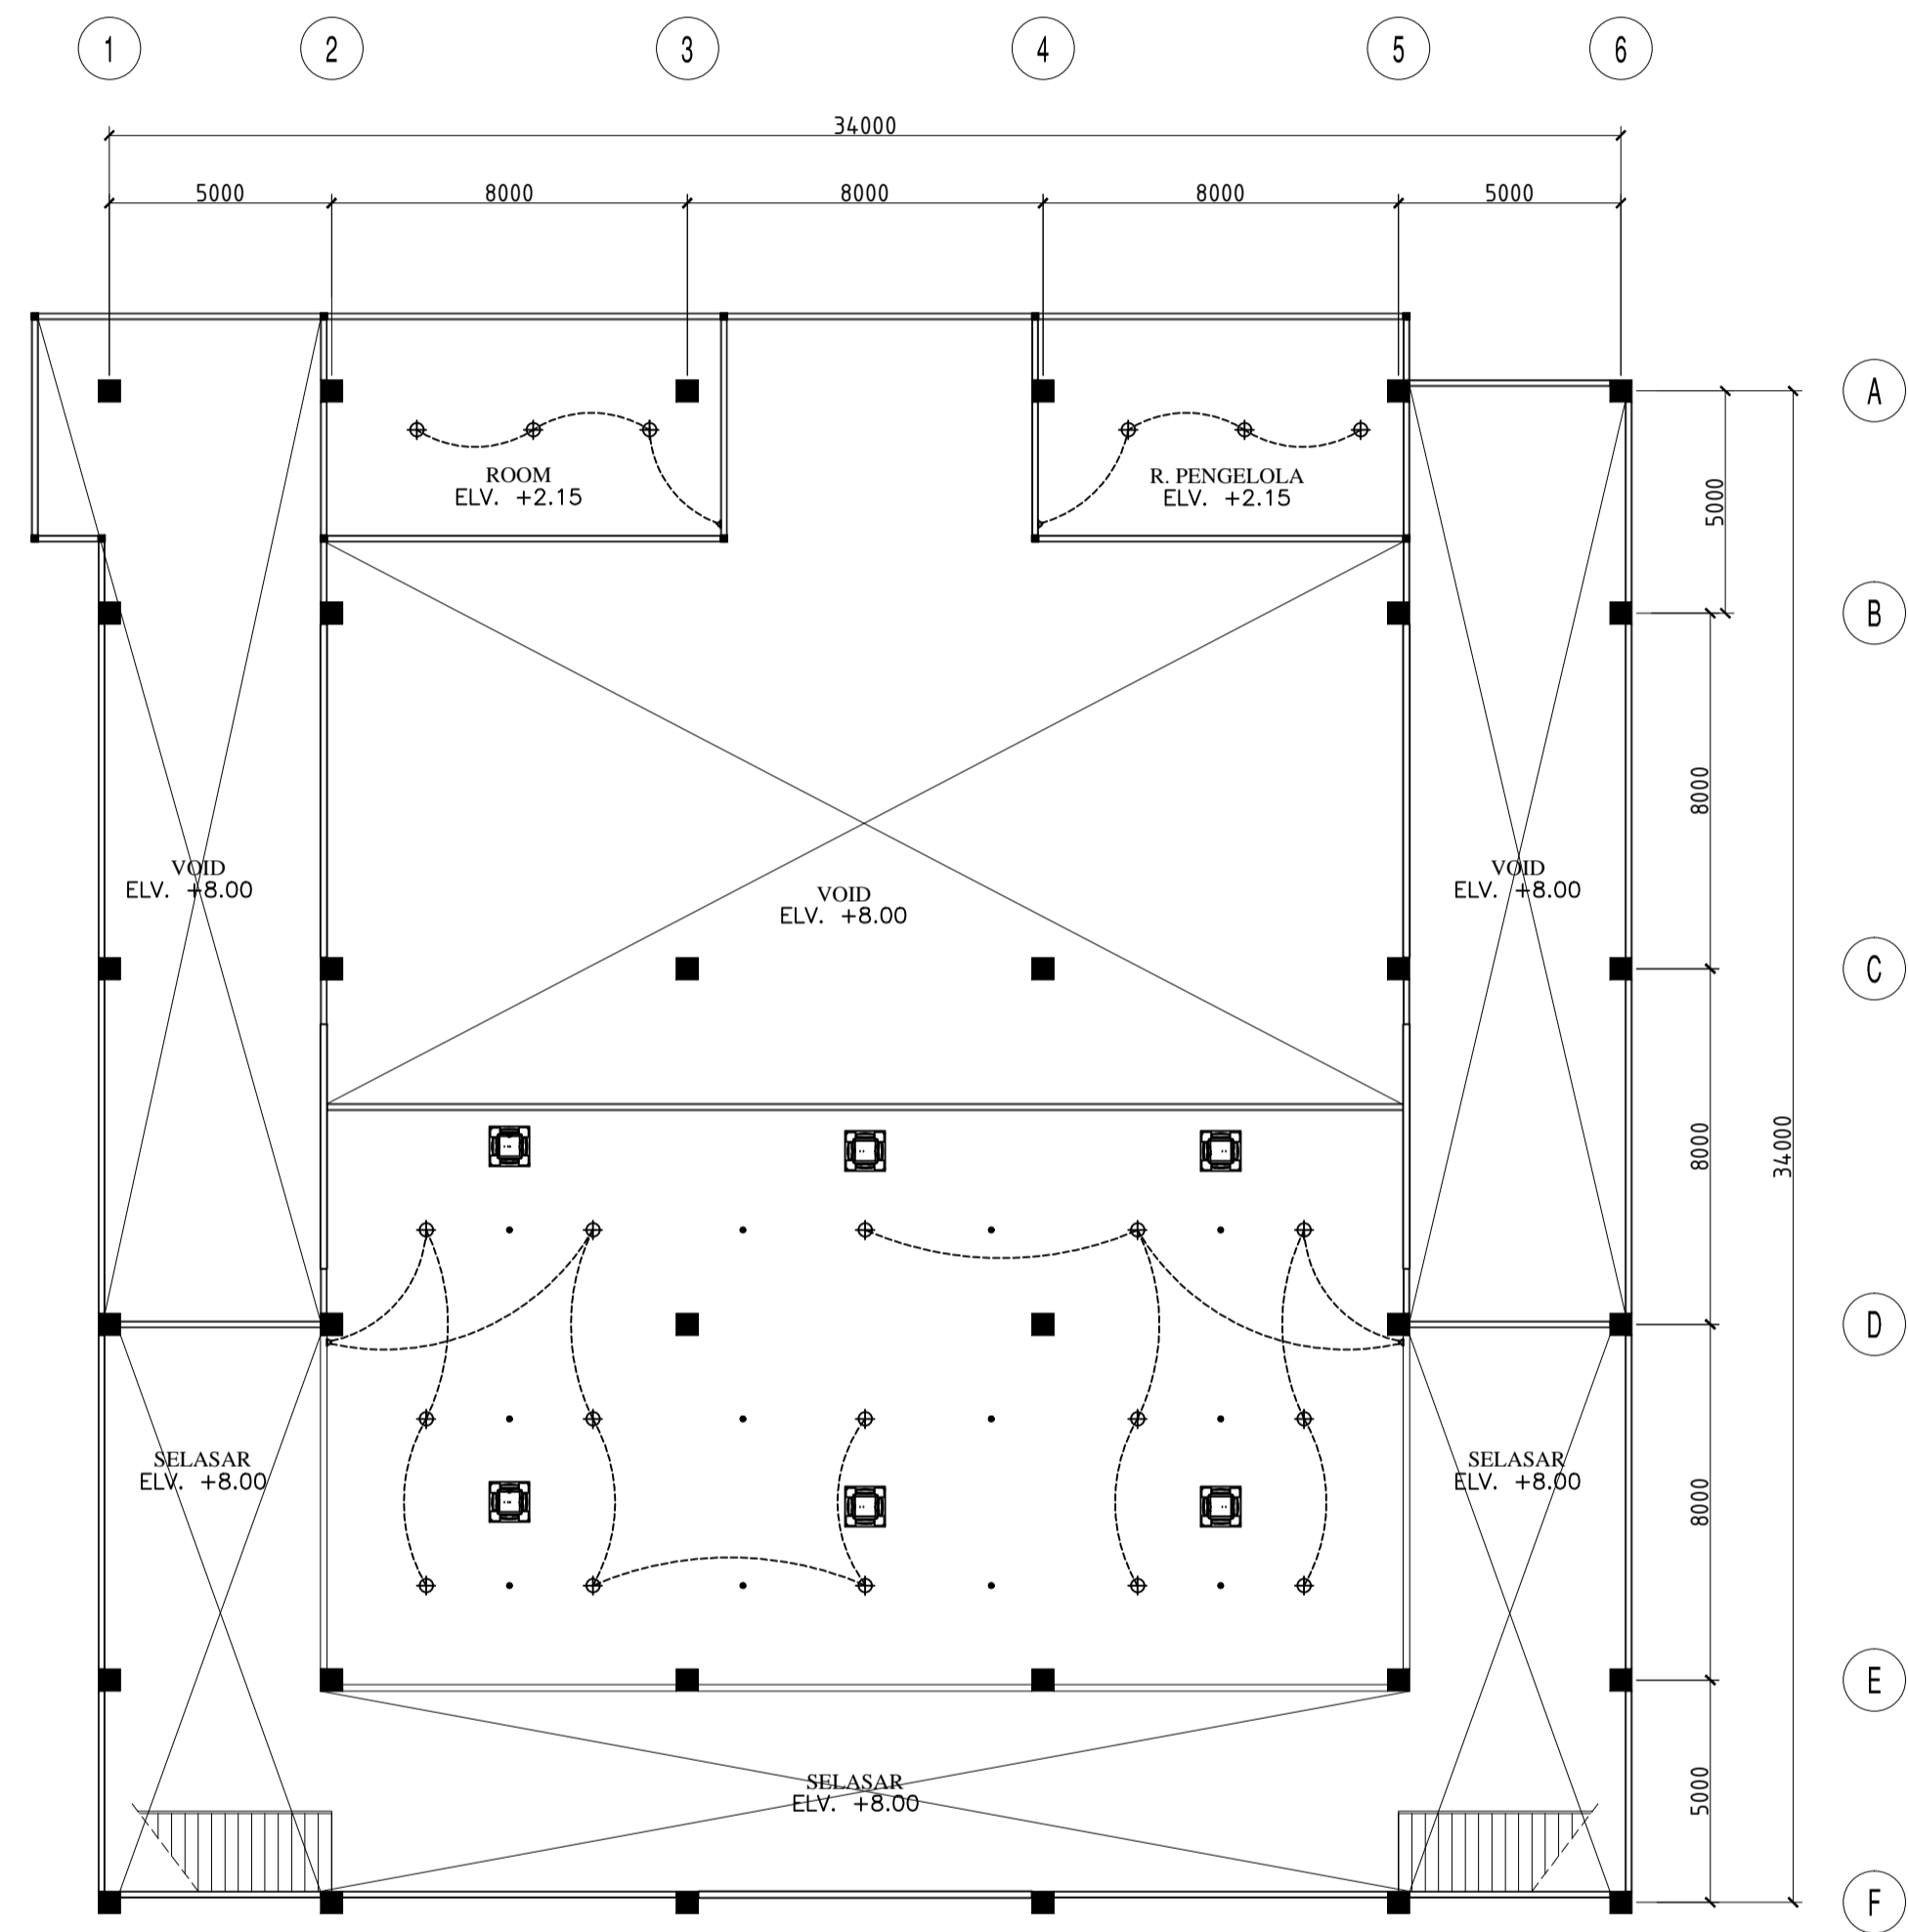 1
2
3
4
5
6
34000
5000
8000
8000
8000
5000
A
ROOM
ELV. +2.15
R. PENGELOLA
ELV. +2.15
5000
B
8000
VOID
ELV. +8.00
VOID
ELV. +8.00
VOID
ELV. +8.00
C
8000
34000
D
SELASAR
ELV. +8.00
SELASAR
ELV. +8.00
8000
E
SELASAR
ELV. +8.00
5000
F